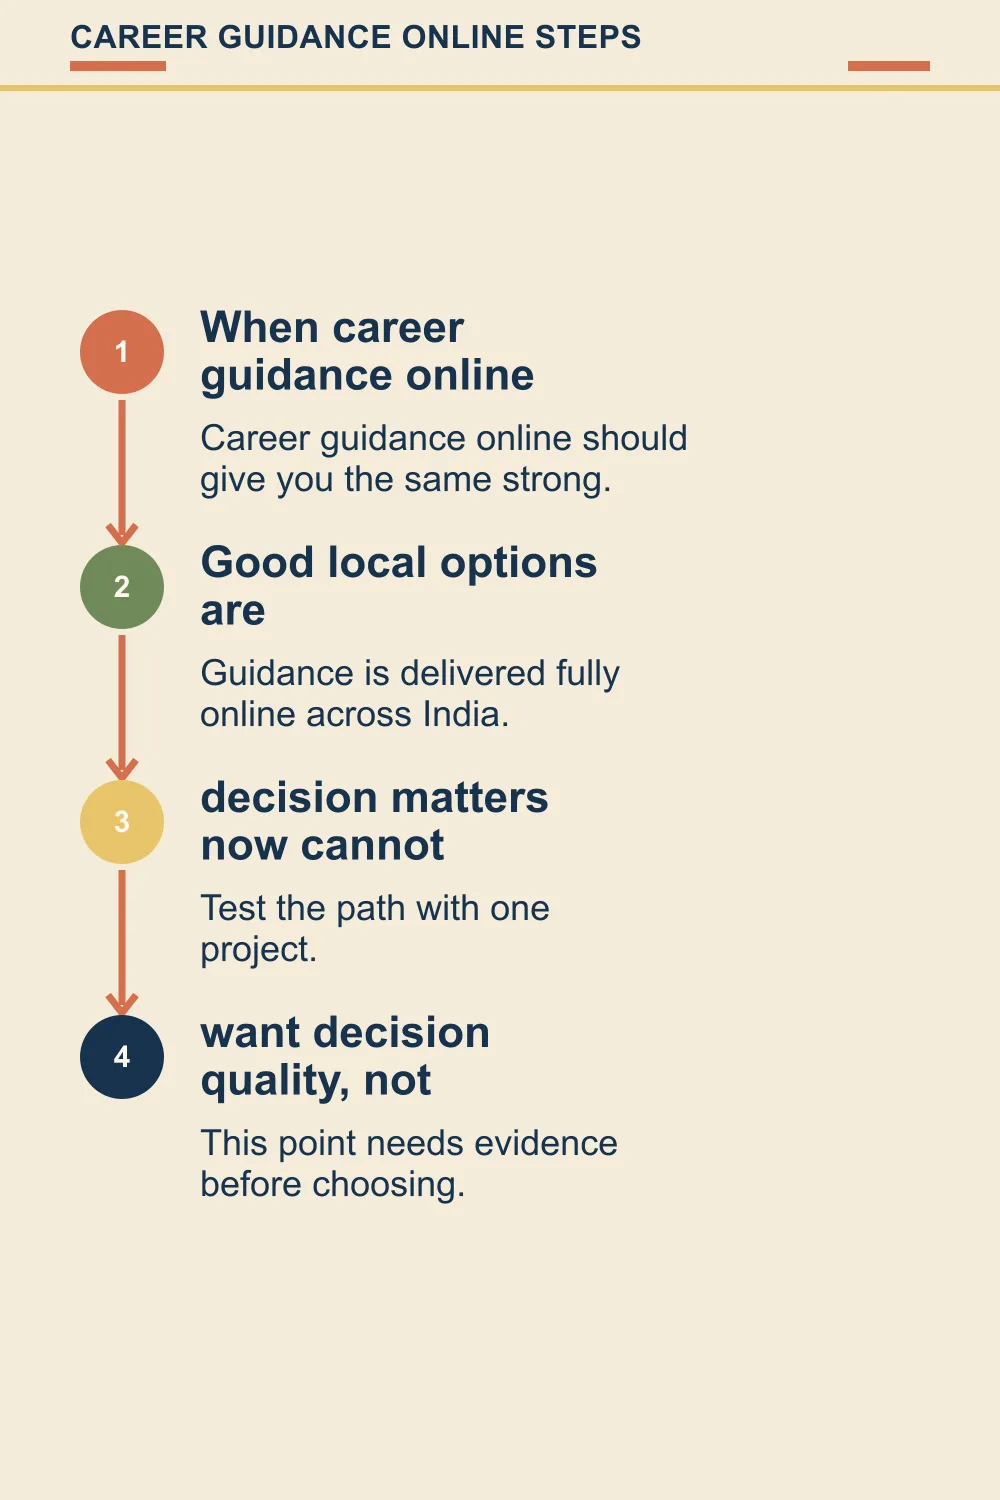 CAREER GUIDANCE ONLINE STEPS
1
When career
guidance online
Career guidance online should
give you the same strong.
2
Good local options
are
Guidance is delivered fully
online across India.
3
decision matters
now cannot
Test the path with one
project.
4
want decision
quality, not
This point needs evidence
before choosing.